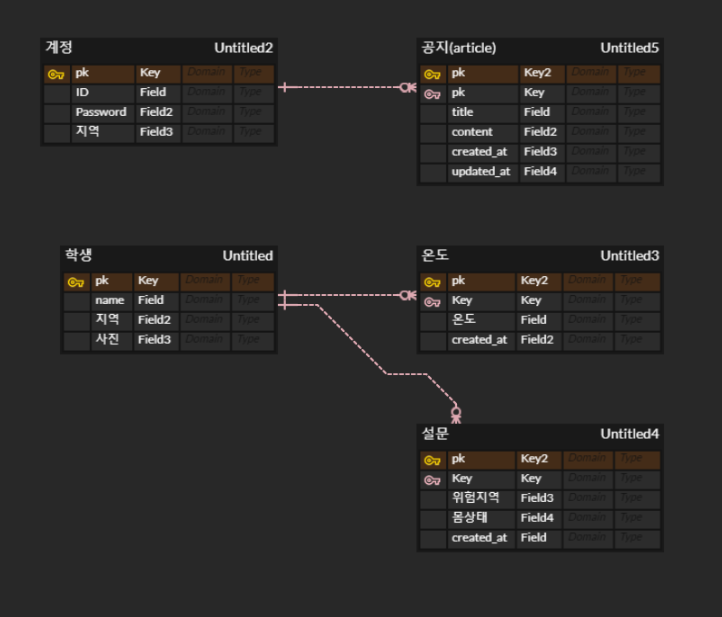 계정 Untitled2
pk Key Domain Type
ID Field Domain Type
Password Field2 Domain Type
지역 Field3 Domain Type
공지(article) Untitled5
pk Key2 Domain Type
pk Key Domain Type
title Field Domain Type
content Field2 Domain Type
created_at Field3 Domain Type
updated_at Field4 Domain Type
학생 Untitled
pk Key Domain Type
name Field Domain Type
지역 Field2 Domain Type
사진 Field3 Domain Type
온도 Untitled3
pk Key2 Domain Type
Key Key Domain Type
온도 Field Domain Type
created_at Field2 Domain Type
설문 Untitled4
pk Key2 Domain Type
Key Key Domain Type
위험지역 Field3 Domain Type
몸상태 Field4 Domain Type
created_at Field Domain Type